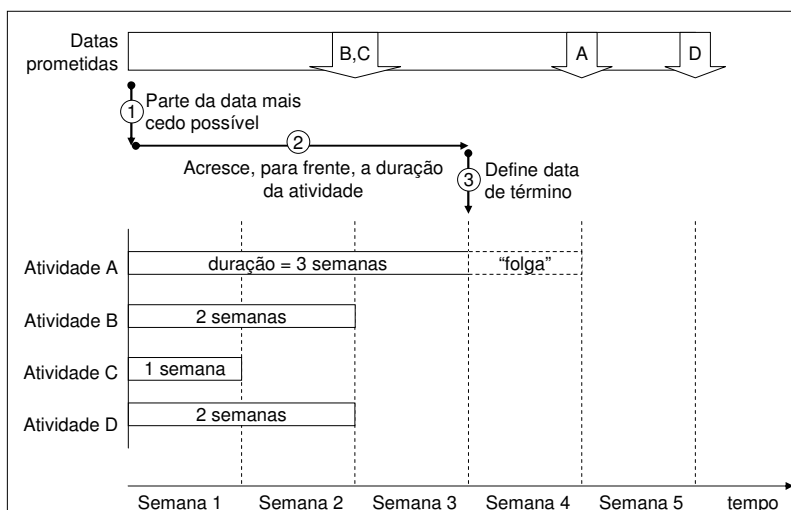 Datas
prometidas
B,C
A
D
1
Parte da data mais
cedo possível
2
Acresce, para frente, a duração
da atividade
3
Define data
de término
Atividade A
duração = 3 semanas
“folga”
Atividade B
2 semanas
Atividade C
1 semana
Atividade D
2 semanas
Semana 1
Semana 2
Semana 3
Semana 4
Semana 5
tempo